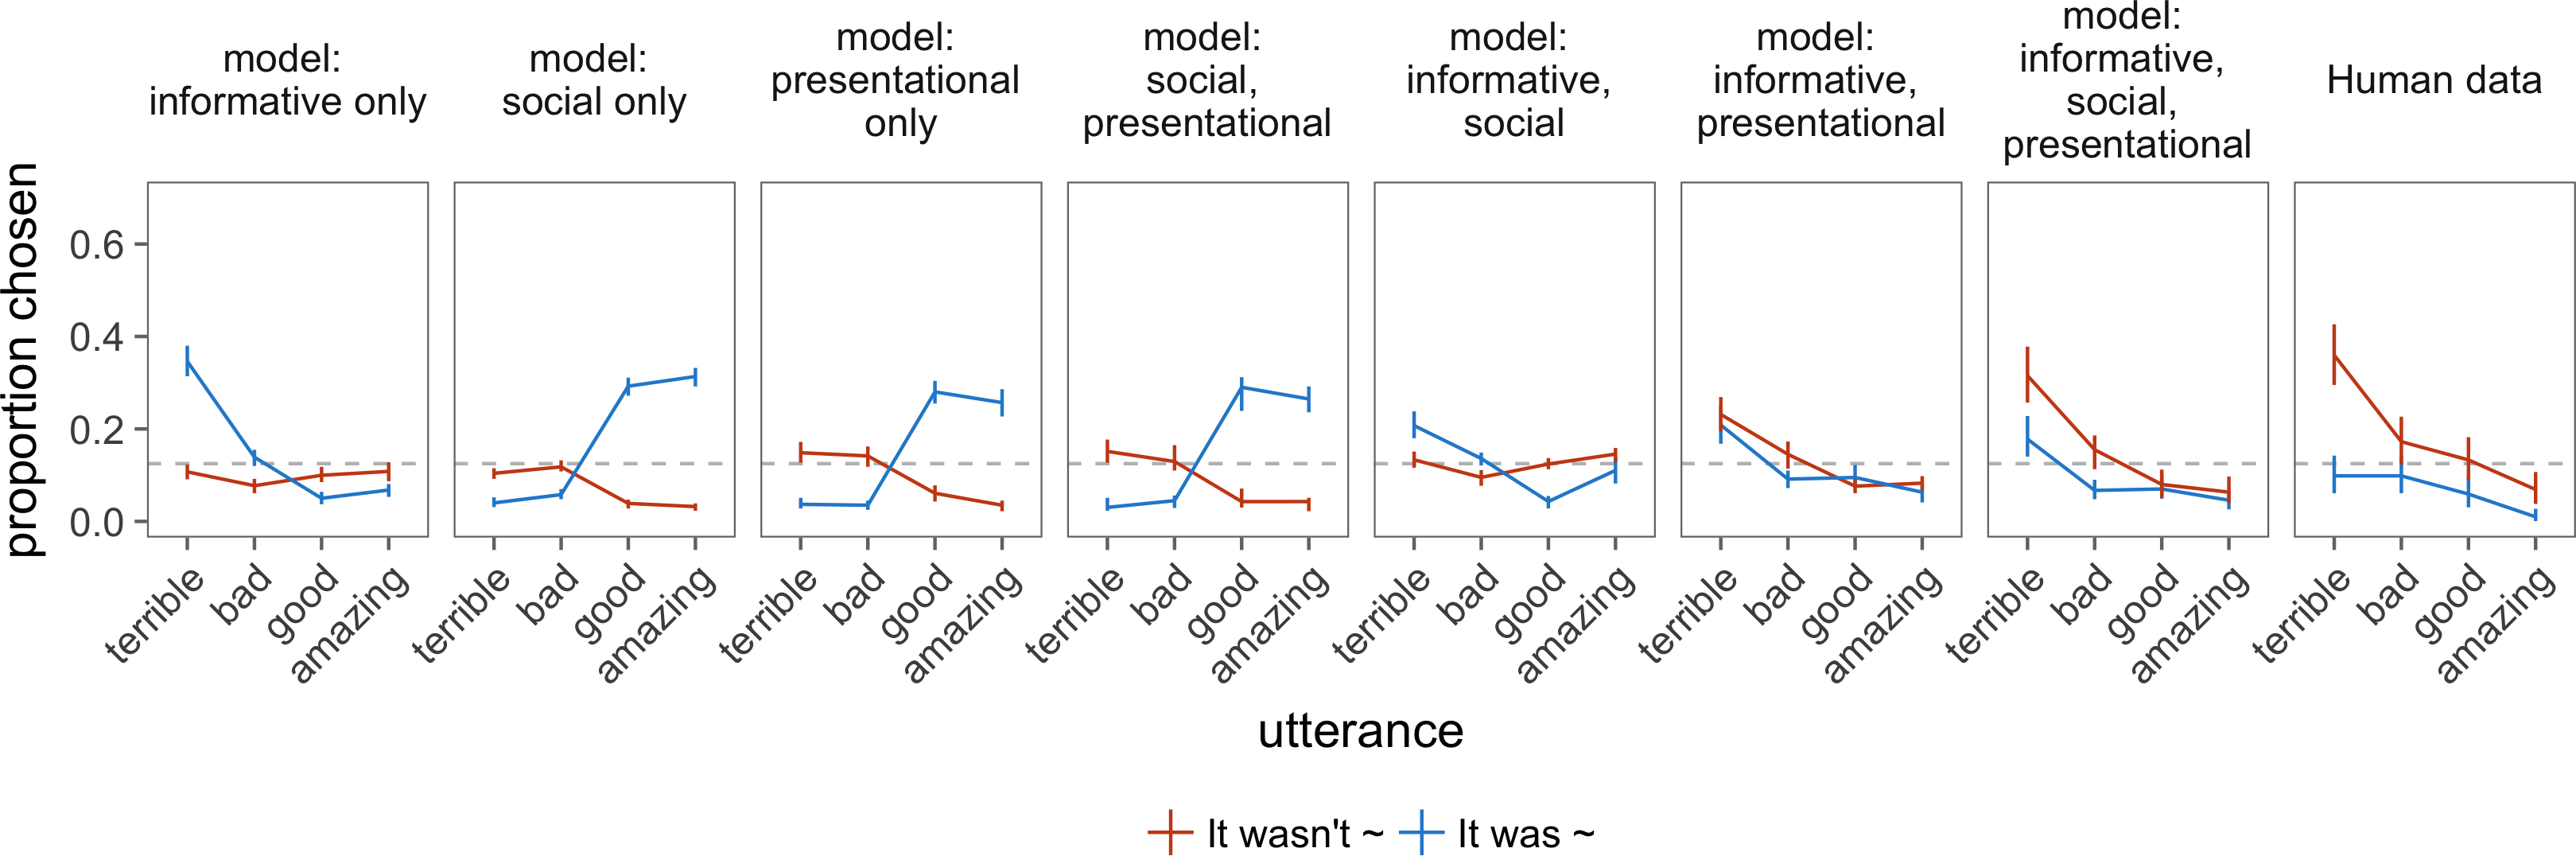 model:
informative only
model:
social only
model:
presentational
only
model:
social,
presentational
model:
informative,
social
model:
informative,
presentational
model:
informative,
social,
presentational
Human data
proportion chosen
0.6
0.4
0.2
0.0
terrible bad good amazing
terrible bad good amazing
terrible bad good amazing
terrible bad good amazing
terrible bad good amazing
terrible bad good amazing
terrible bad good amazing
terrible bad good amazing
utterance
It wasn't ~ It was ~